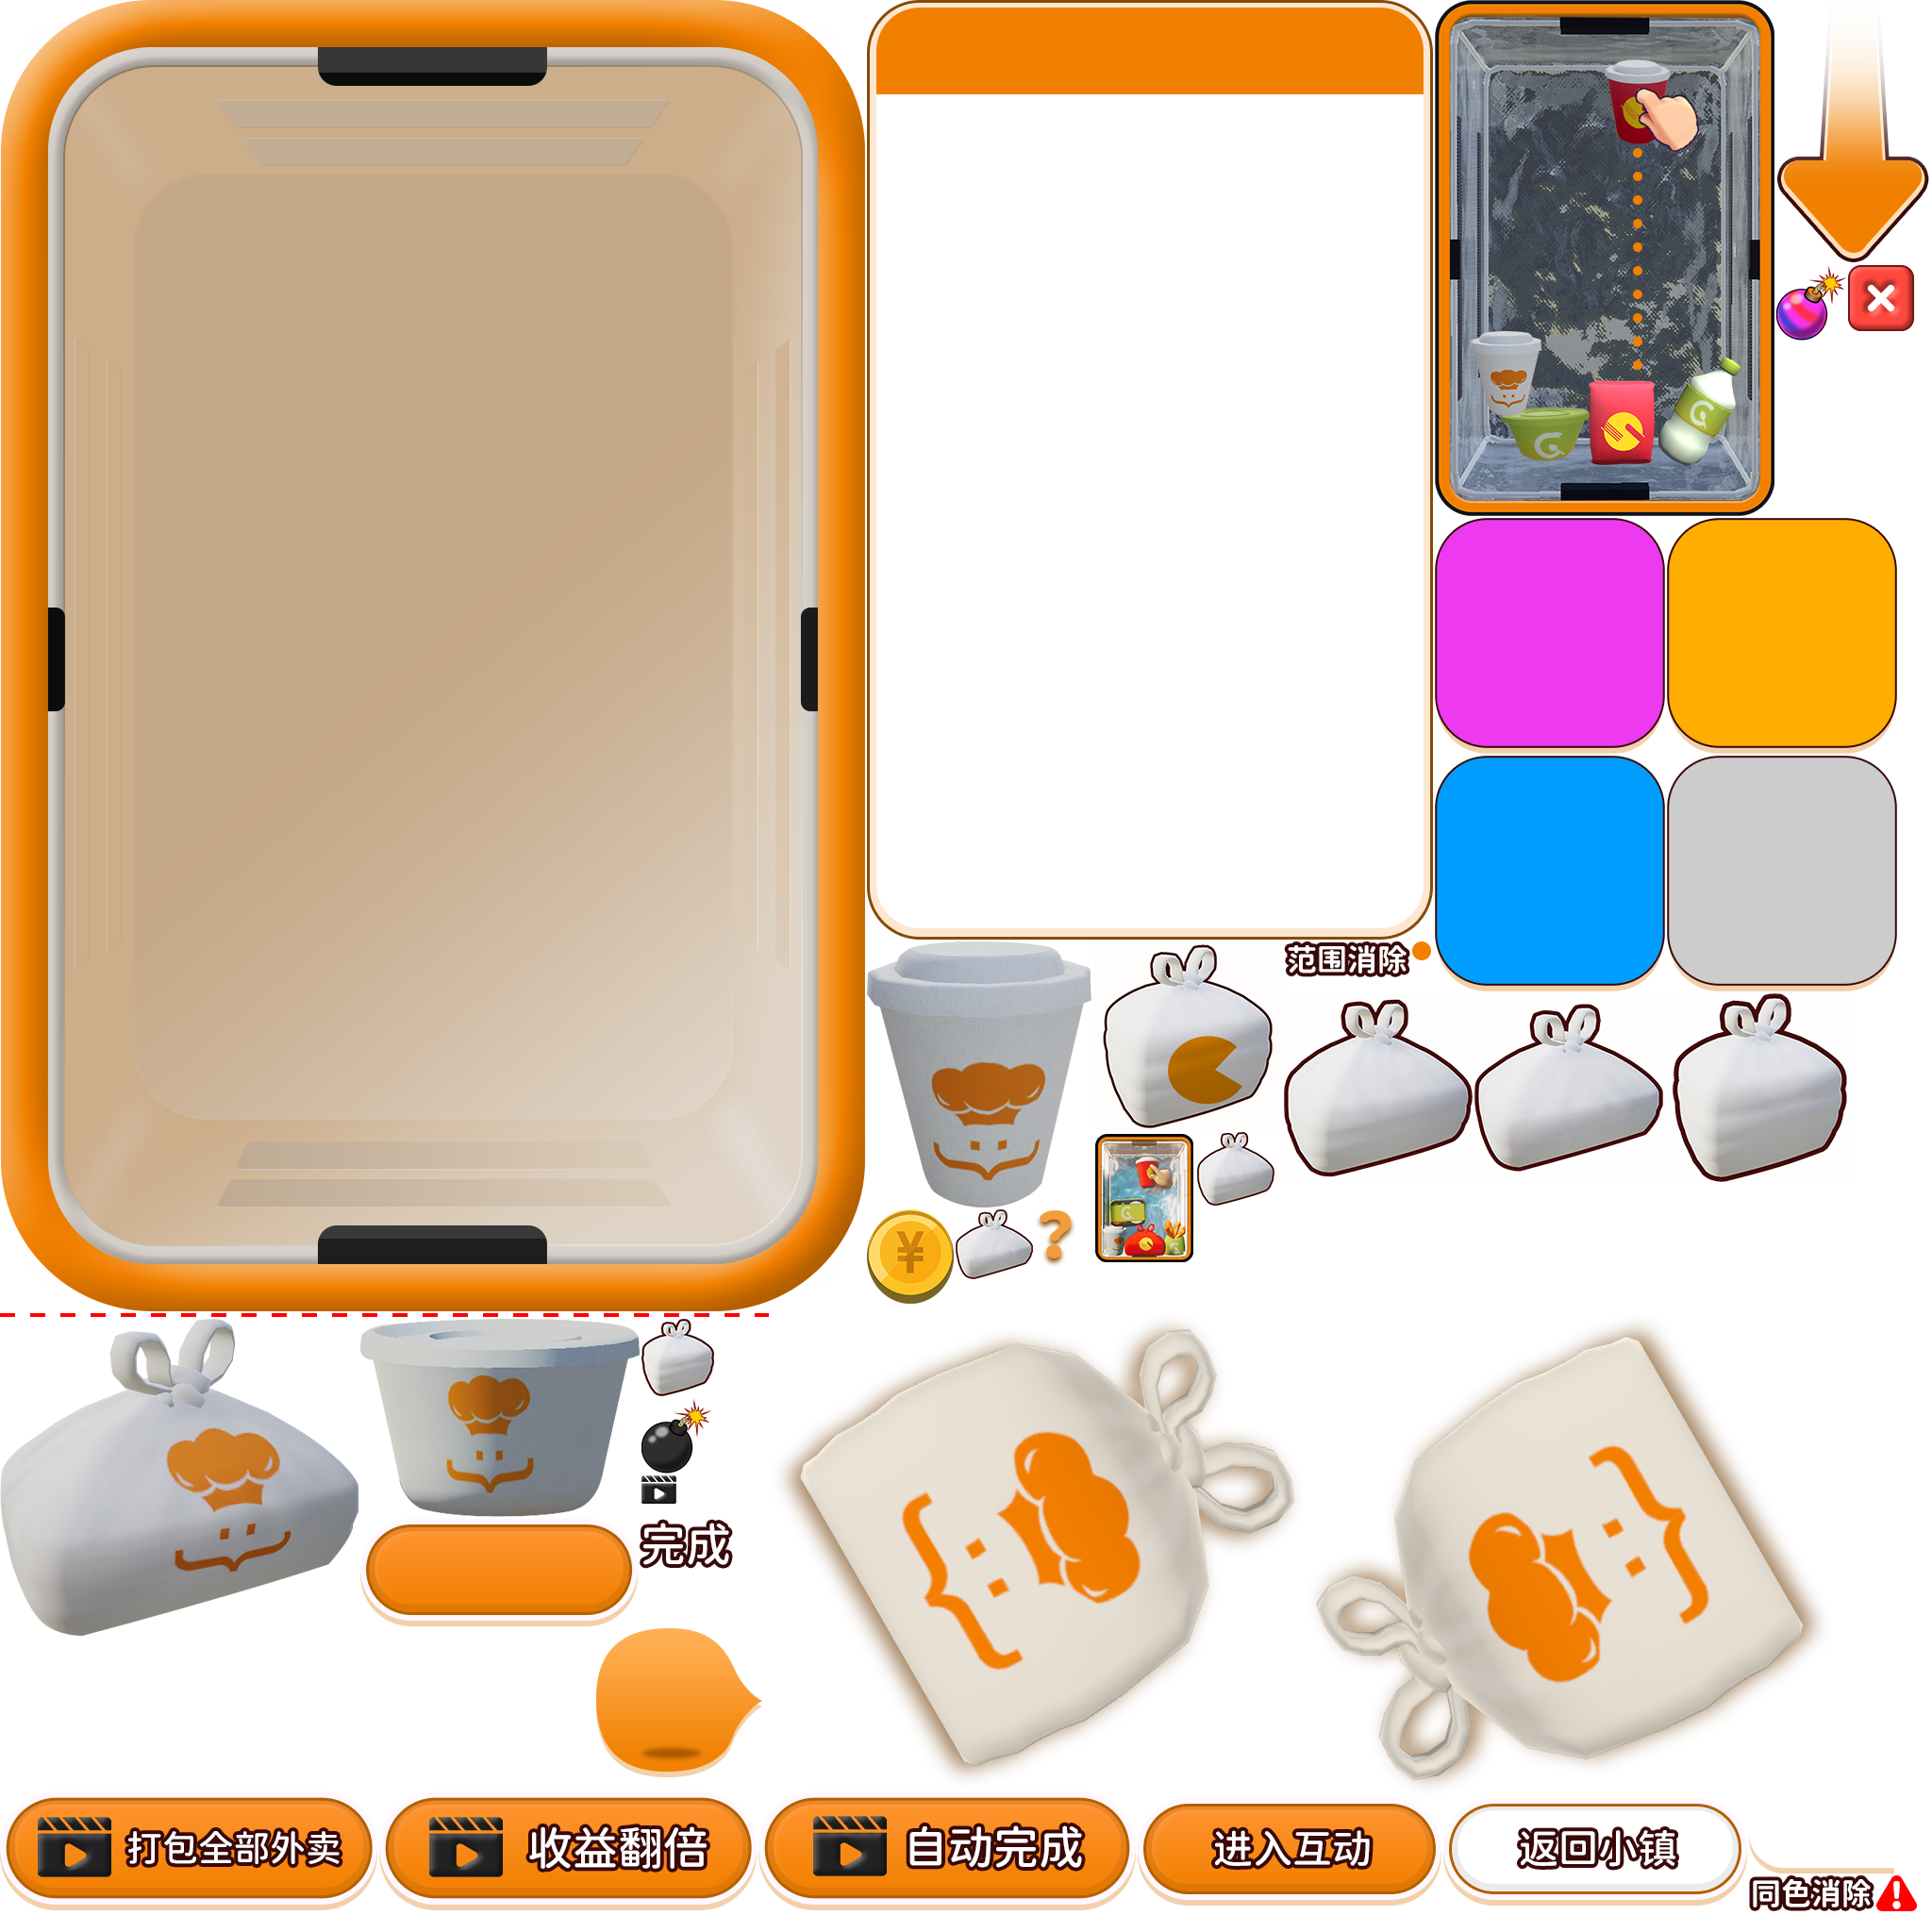 范围消除
¥
?
完成
打包全部外卖
收益翻倍
自动完成
进入互动
返回小镇
同色消除